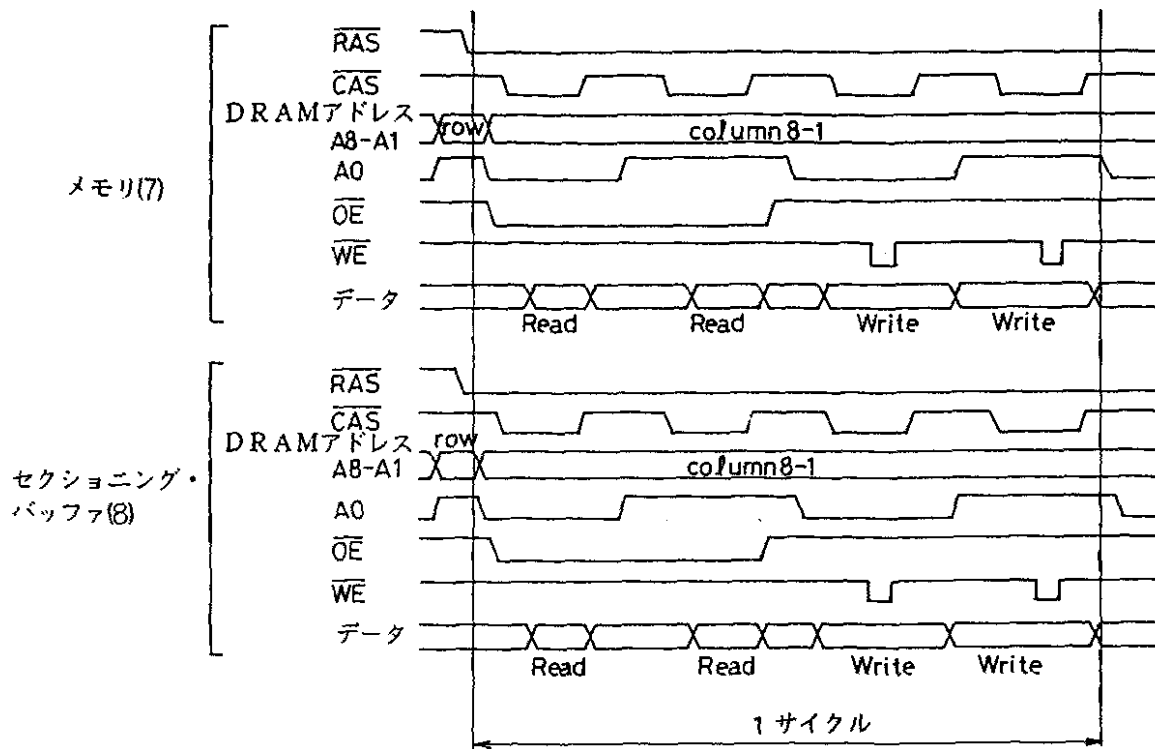 メモリ(7)
RAS
CAS
DRAMアドレス
A8-A1
row
column8-1
A0
OE
WE
データ
Read Read Write Write
セクショニング・
バッファ(8)
RAS
CAS
DRAMアドレス
A8-A1
row
column8-1
A0
OE
WE
データ
Read Read Write Write
1サイクル